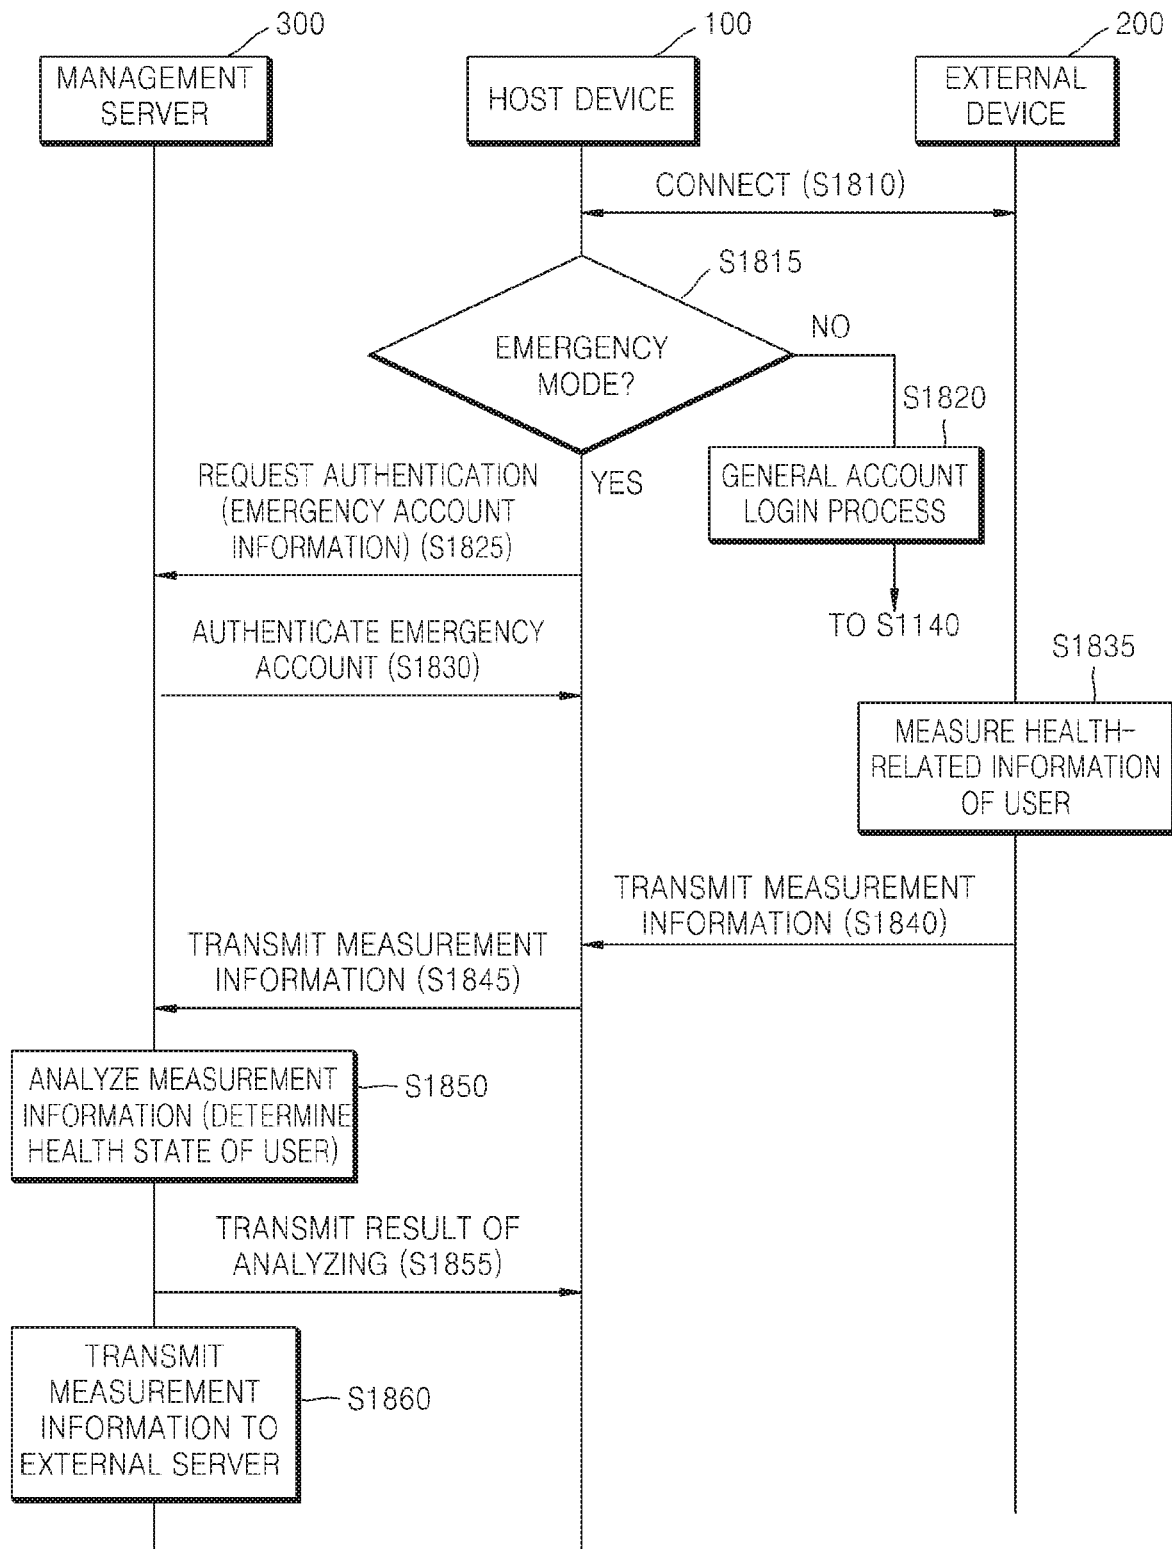 300
100
200
MANAGEMENT
SERVER
HOST DEVICE
EXTERNAL
DEVICE
CONNECT (S1810)
S1815
EMERGENCY
MODE?
NO
S1820
GENERAL ACCOUNT
LOGIN PROCESS
YES
REQUEST AUTHENTICATION
(EMERGENCY ACCOUNT
INFORMATION) (S1825)
TO S1140
AUTHENTICATE EMERGENCY
ACCOUNT (S1830)
S1835
MEASURE HEALTH-
RELATED INFORMATION
OF USER
TRANSMIT MEASUREMENT
INFORMATION (S1840)
TRANSMIT MEASUREMENT
INFORMATION (S1845)
ANALYZE MEASUREMENT
INFORMATION (DETERMINE
HEALTH STATE OF USER)
S1850
TRANSMIT RESULT OF
ANALYZING (S1855)
TRANSMIT
MEASUREMENT
INFORMATION TO
EXTERNAL SERVER
S1860